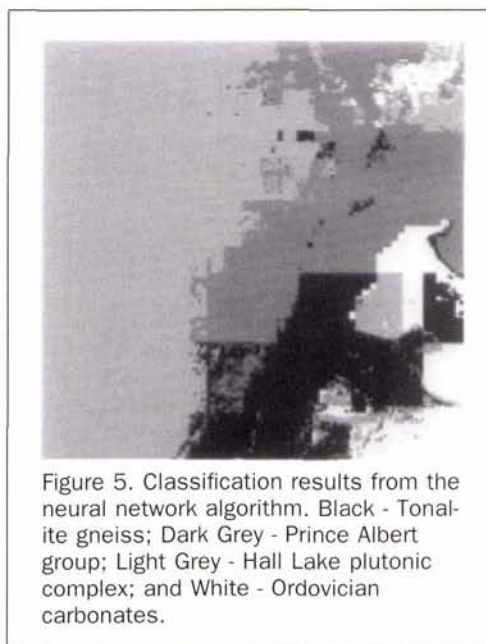 Figure 5. Classification results from the
neural network algorithm. Black - Tonal-
ite gneiss; Dark Grey - Prince Albert
group; Light Grey - Hall Lake plutonic
complex; and White - Ordovician
carbonates.